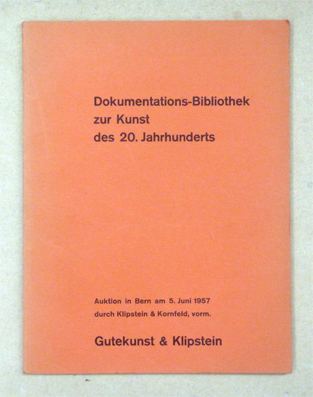 Dokumentations-Bibliothek
zur Kunst
des 20. Jahrhunderts
Auktion in Bern am 5. Juni 1957
durch Klipstein & Kornfeld, vorm.
Gutekunst & Klipstein